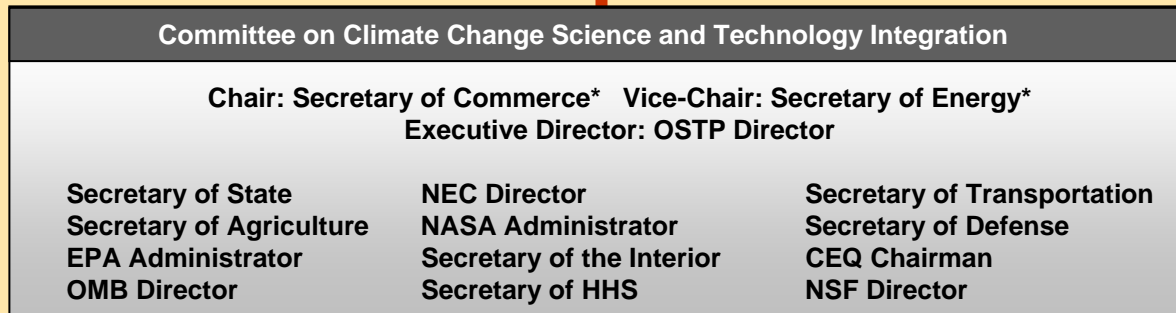 Committee on Climate Change Science and Technology Integration
Chair: Secretary of Commerce* Vice-Chair: Secretary of Energy*
Executive Director: OSTP Director
Secretary of State NEC Director Secretary of Transportation
Secretary of Agriculture NASA Administrator Secretary of Defense
EPA Administrator Secretary of the Interior CEQ Chairman
OMB Director Secretary of HHS NSF Director